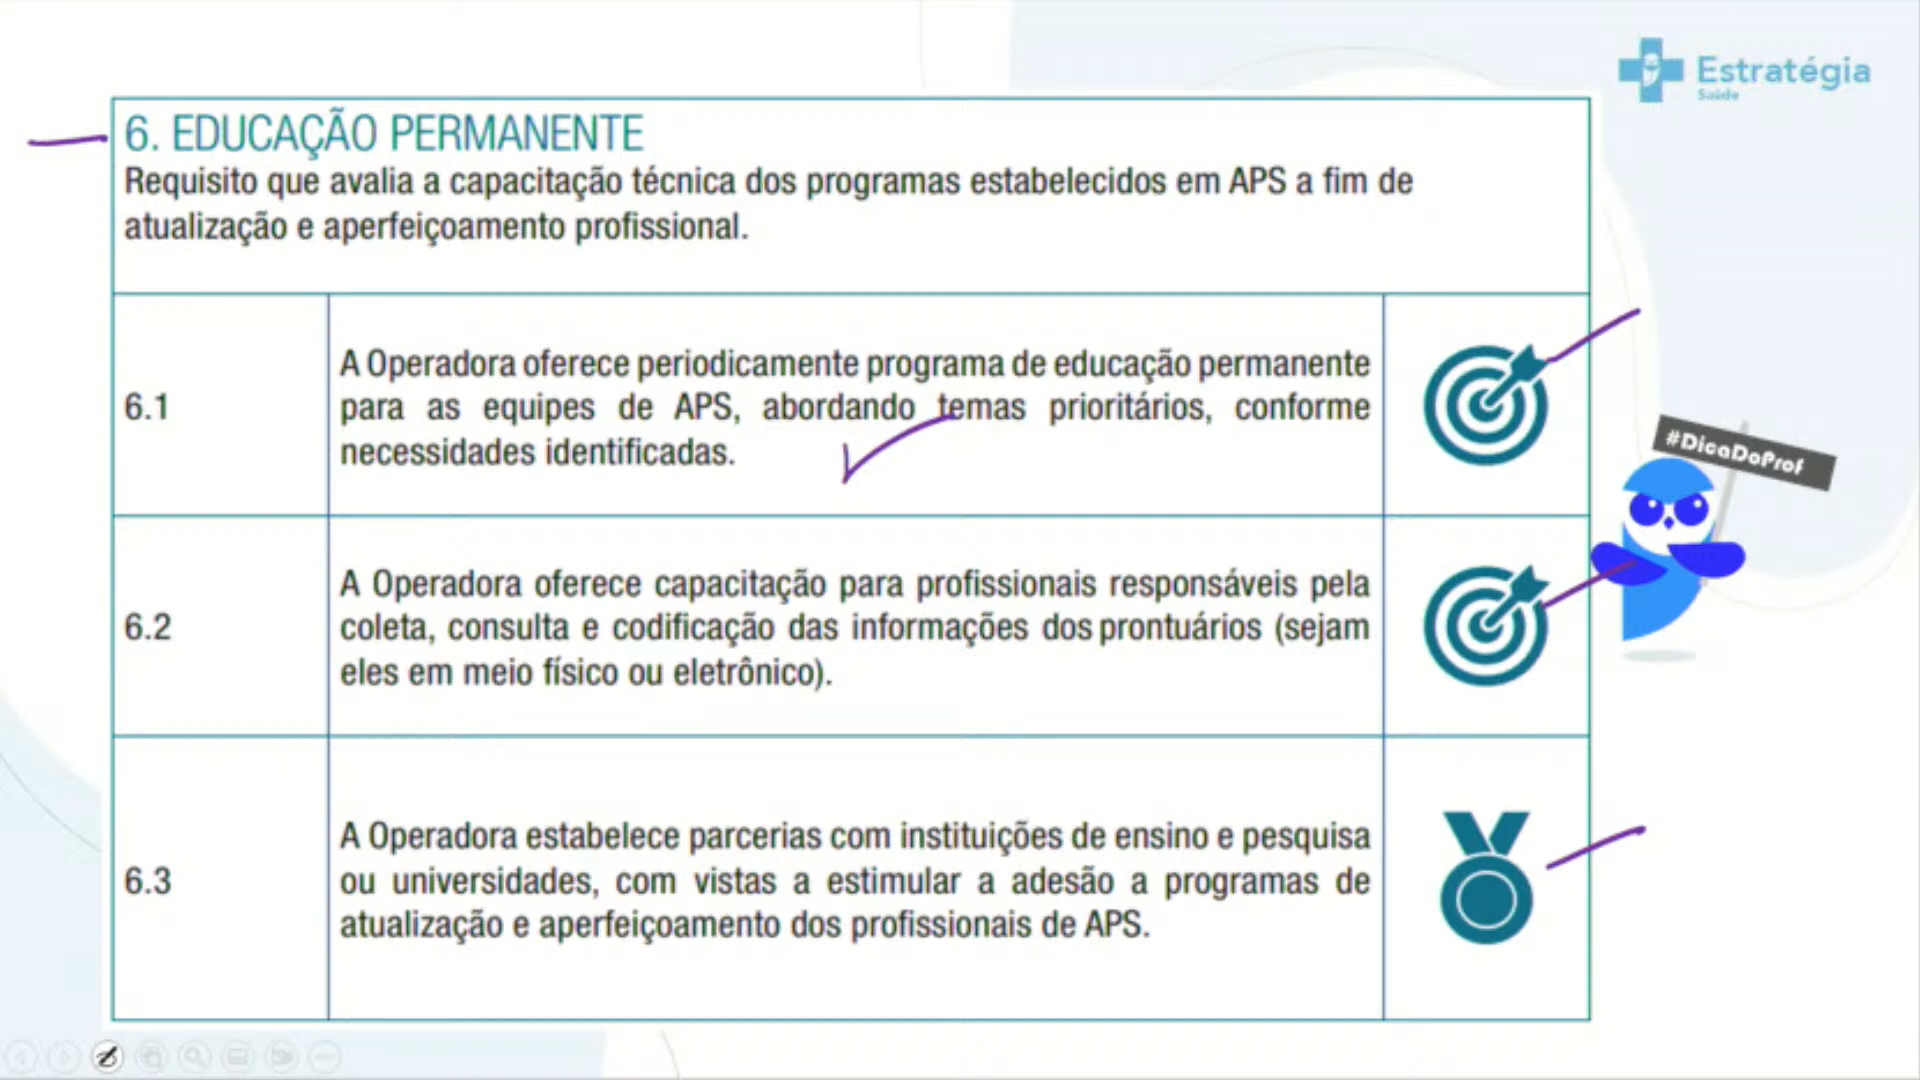 Estratégia
Saúde
6. EDUCAÇÃO PERMANENTE
Requisito que avalia a capacitação técnica dos programas estabelecidos em APS a fim de
atualização e aperfeiçoamento profissional.
6.1
A Operadora oferece periodicamente programa de educação permanente
para as equipes de APS, abordando temas prioritários, conforme
necessidades identificadas.
#DicaDoProf
6.2
A Operadora oferece capacitação para profissionais responsáveis pela
coleta, consulta e codificação das informações dos prontuários (sejam
eles em meio físico ou eletrônico).
6.3
A Operadora estabelece parcerias com instituições de ensino e pesquisa
ou universidades, com vistas a estimular a adesão a programas de
atualização e aperfeiçoamento dos profissionais de APS.